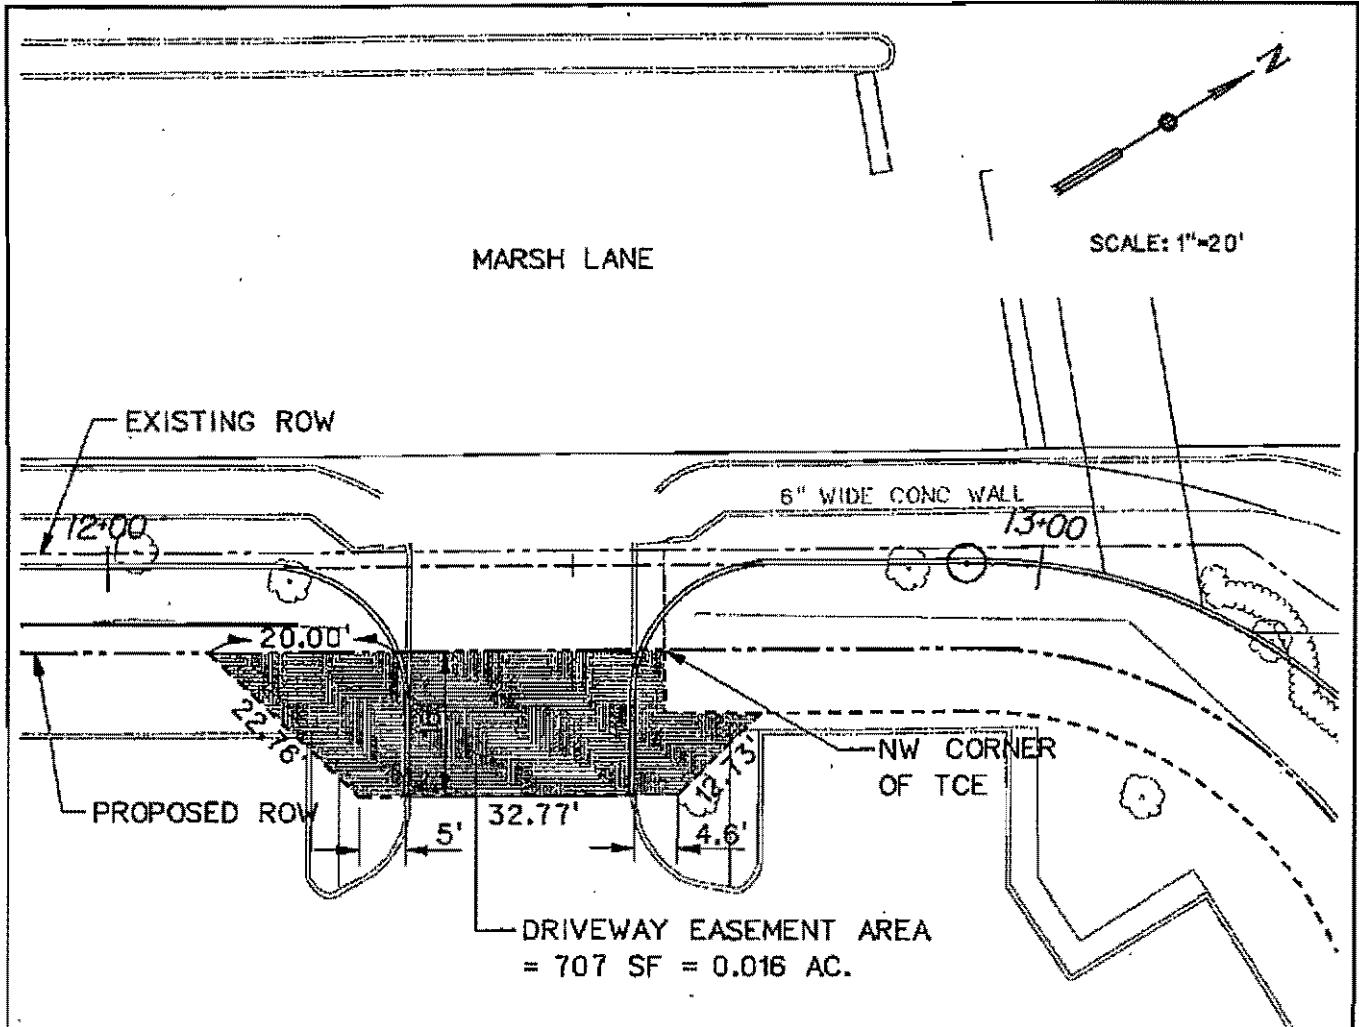 N
SCALE: 1"=20'
MARSH LANE
EXISTING ROW
6" WIDE CONC WALL
12+00
13+00
20.00'
22.76'
12.73'
NW CORNER
OF TCE
PROPOSED ROW
32.77'
5'
4.6'
DRIVEWAY EASEMENT AREA
= 707 SF = 0.016 AC.